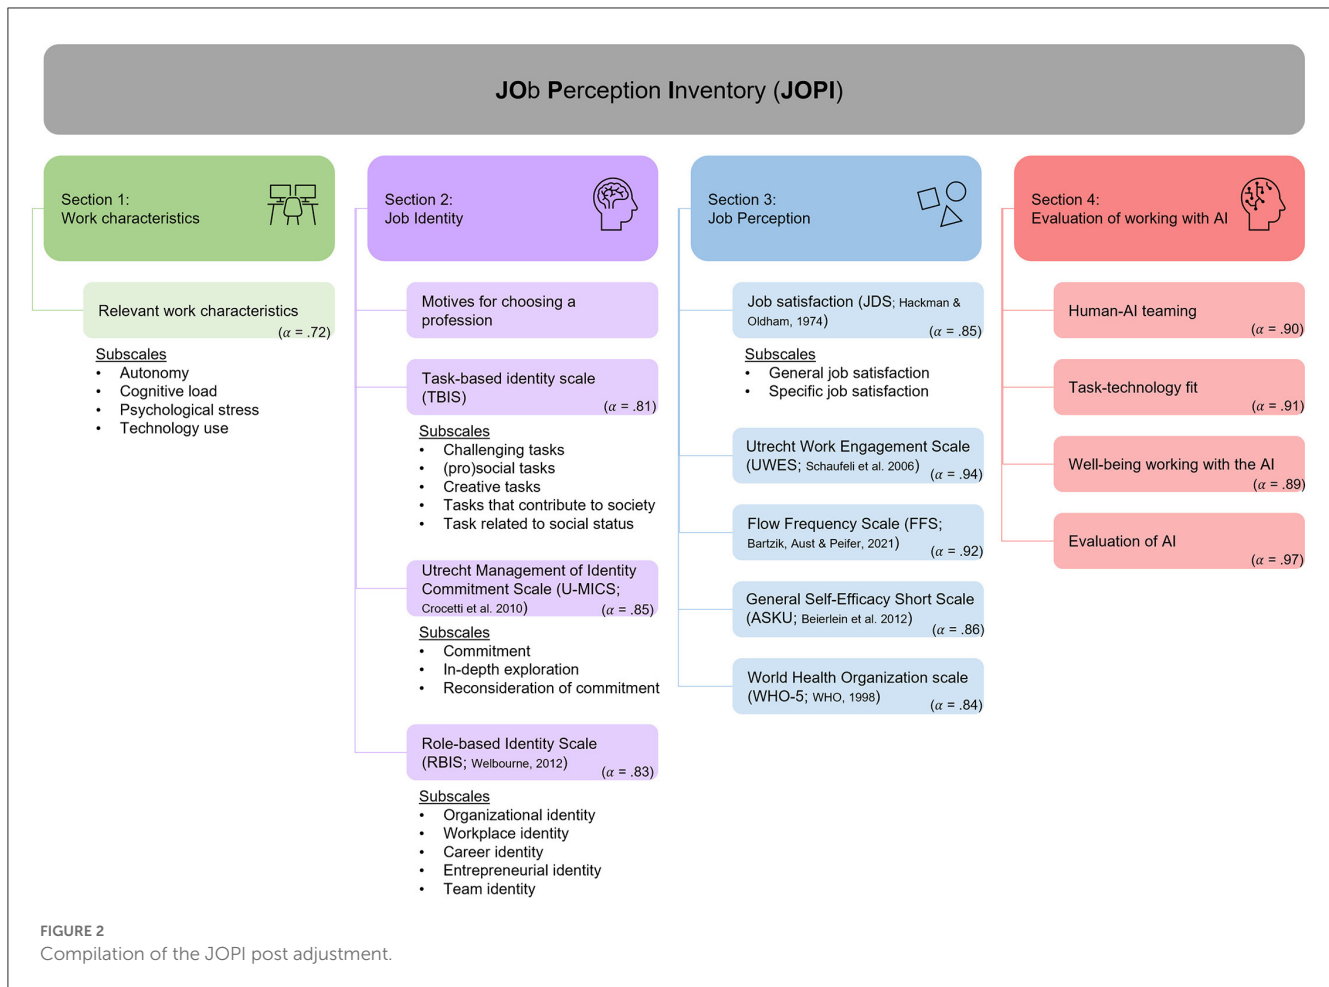 JOb Perception Inventory (JOPI)
Section 1:
Work characteristics
Relevant work characteristics
(α = .72)
Subscales
• Autonomy
• Cognitive load
• Psychological stress
• Technology use
Section 2:
Job Identity
Motives for choosing a
profession
Task-based identity scale
(TBIS)
(α = .81)
Subscales
• Challenging tasks
• (pro)social tasks
• Creative tasks
• Tasks that contribute to society
• Task related to social status
Utrecht Management of Identity
Commitment Scale (U-MICS;
Crocetti et al. 2010)
(α = .85)
Subscales
• Commitment
• In-depth exploration
• Reconsideration of commitment
Role-based Identity Scale
(RBIS; Welbourne, 2012)
(α = .83)
Subscales
• Organizational identity
• Workplace identity
• Career identity
• Entrepreneurial identity
• Team identity
Section 3:
Job Perception
Job satisfaction (JDS; Hackman &
Oldham, 1974)
(α = .85)
Subscales
• General job satisfaction
• Specific job satisfaction
Utrecht Work Engagement Scale
(UWES; Schaufeli et al. 2006)
(α = .94)
Flow Frequency Scale (FFS;
Bartzik, Aust & Peifer, 2021)
(α = .92)
General Self-Efficacy Short Scale
(ASKU; Beierlein et al. 2012)
(α = .86)
World Health Organization scale
(WHO-5; WHO, 1998)
(α = .84)
Section 4:
Evaluation of working with AI
Human-AI teaming
(α = .90)
Task-technology fit
(α = .91)
Well-being working with the AI
(α = .89)
Evaluation of AI
(α = .97)
FIGURE 2
Compilation of the JOPI post adjustment.